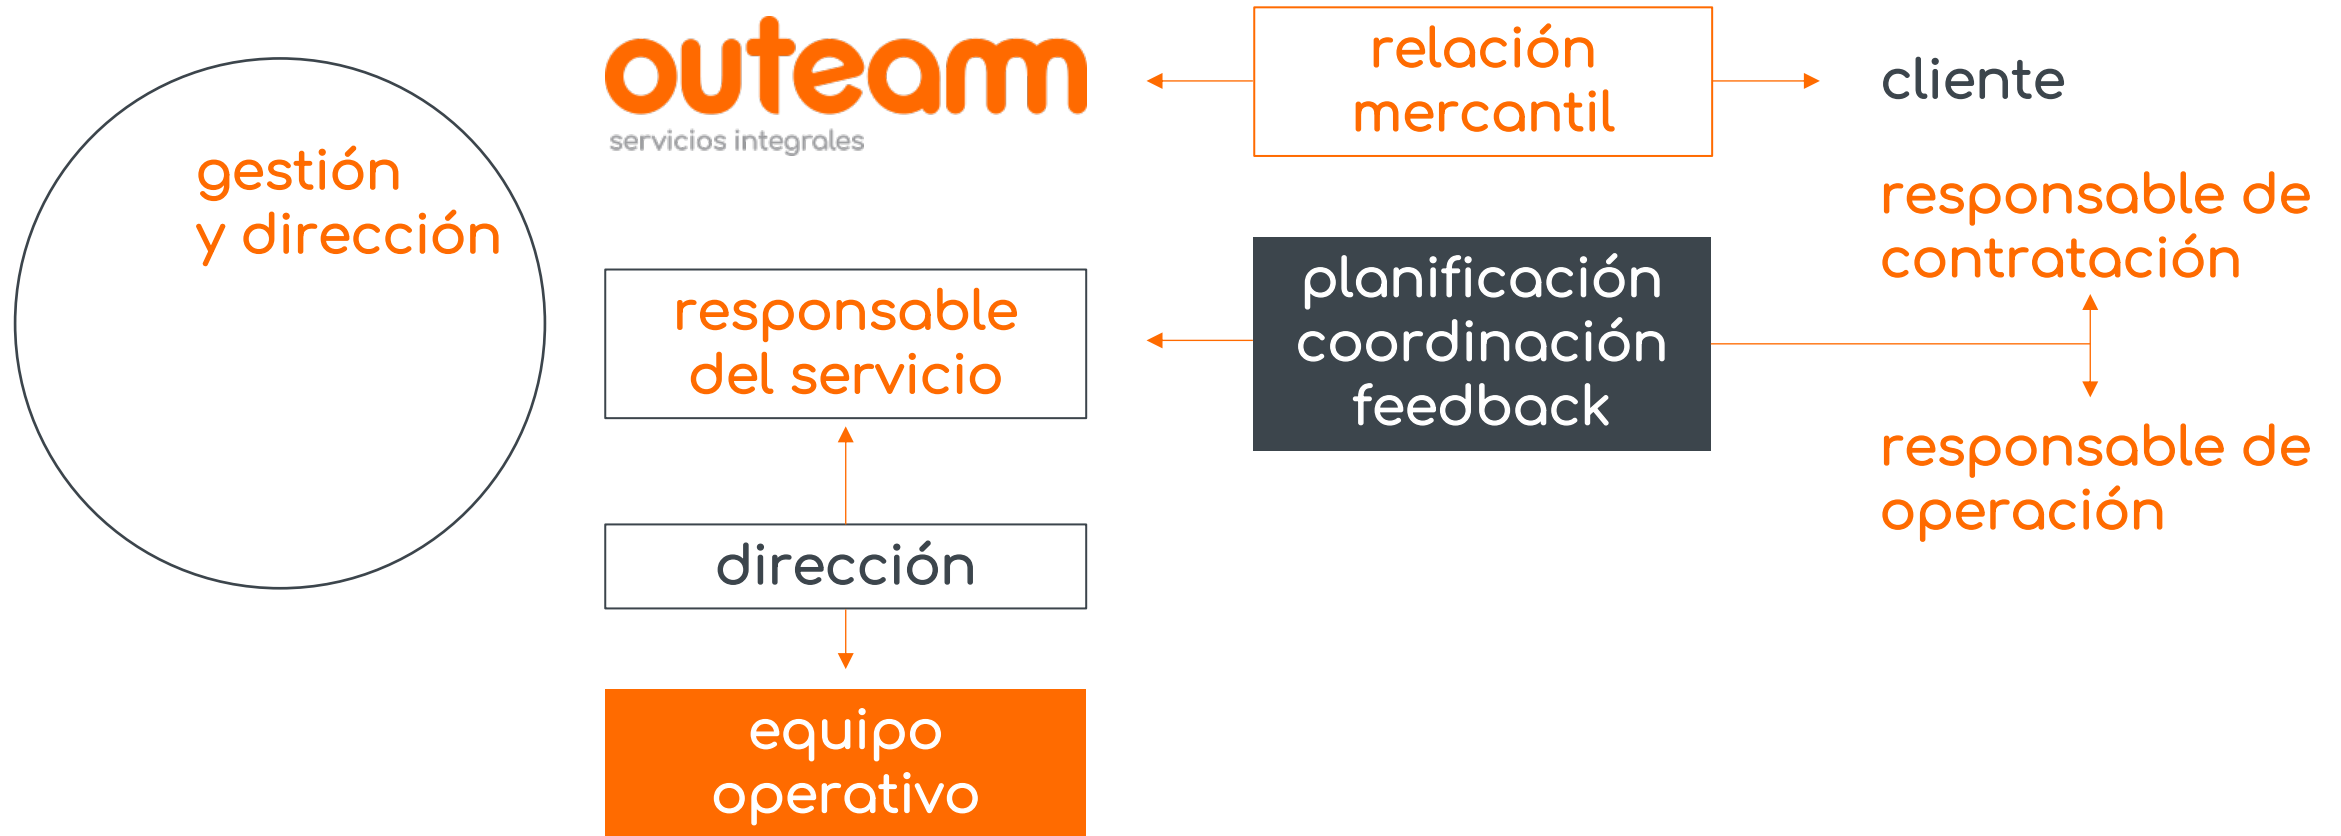 gestión
y dirección
outeam
servicios integrales
relación
mercantil
cliente
responsable
del servicio
planificación
coordinación
feedback
responsable de
contratación
responsable de
operación
dirección
equipo
operativo